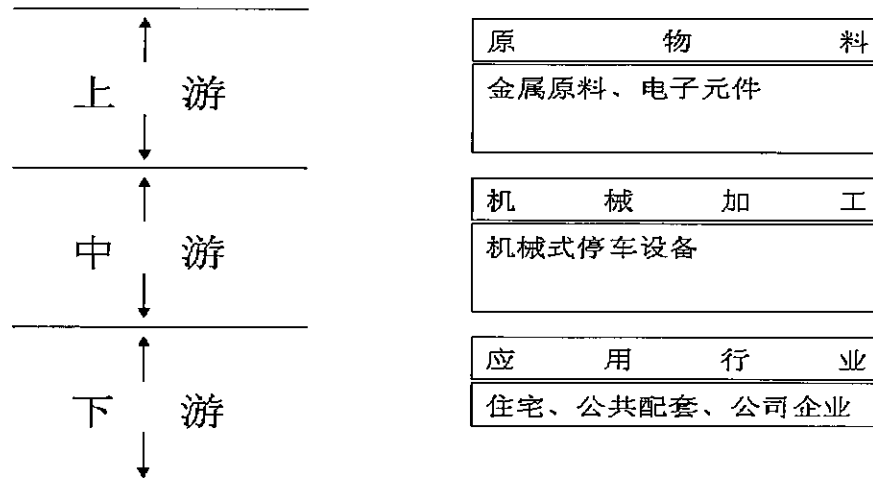 上 游
原 物 料
金属原料、电子元件
中 游
机 械 加 工
机械式停车设备
下 游
应 用 行 业
住宅、公共配套、公司企业